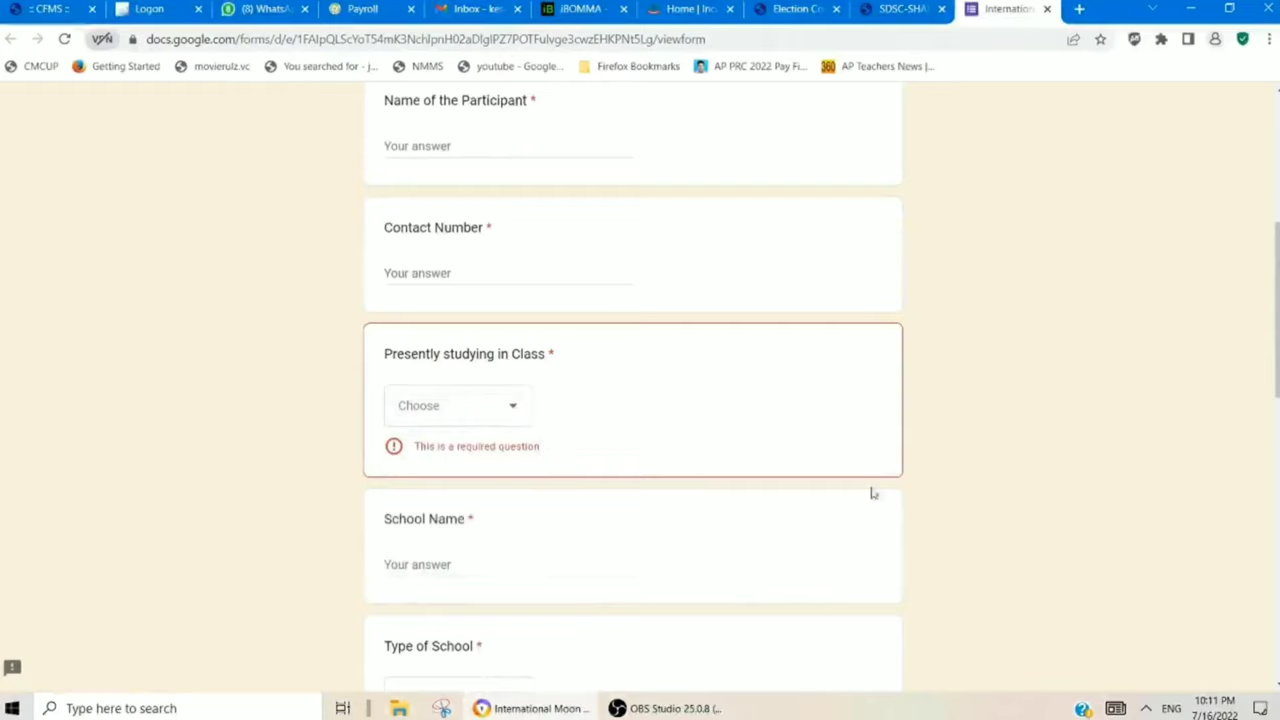 :: CFMS ::
Logon
(8) WhatsA
Payroll
Inbox - kes
iBOMMA -
Home | Inc
Election Co
SDSC-SHA
Internation
docs.google.com/forms/d/e/
/viewform
CMCUP
Getting Started
movierulz.vc
You searched for - j...
NMMS
youtube - Google...
Firefox Bookmarks
AP PRC 2022 Pay Fi...
AP Teachers News |...
Name of the Participant *
Your answer
Contact Number *
Your answer
Presently studying in Class *
Choose
This is a required question
School Name *
Your answer
Type of School *
Type here to search
International Moon ...
OBS Studio 25.0.8 (...
ENG
10:11 PM
7/16/2022